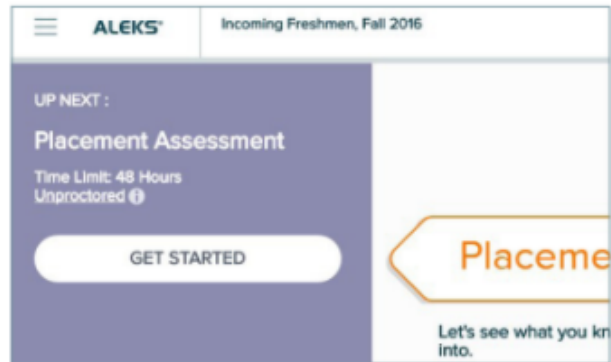 ALEKS®
Incoming Freshmen, Fall 2016
UP NEXT :
Placement Assessment
Time Limit: 48 Hours
Unproctored
GET STARTED
Placeme
Let's see what you kn
into.